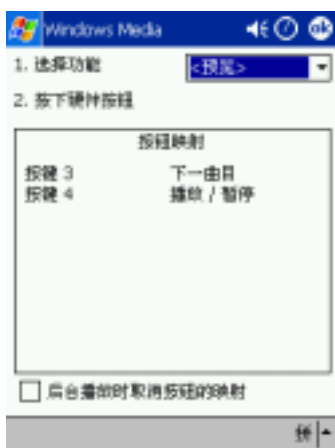 Windows Media
ok
1. 选择功能 <预览>
2. 按下硬件按钮
按钮映射
按键 3 下一曲目
按键 4 播放 / 暂停
后台播放时取消按钮的映射
拼